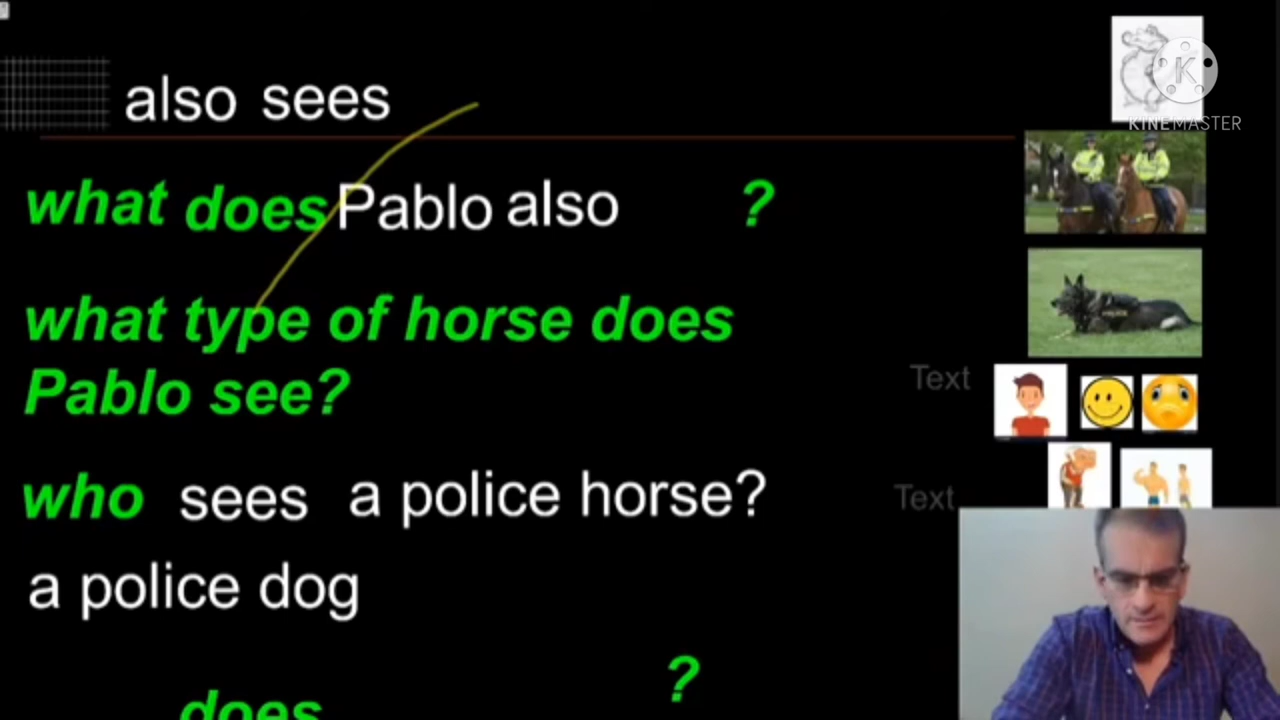 also sees
what does Pablo also ?
what type of horse does
Pablo see?
Text
who sees a police horse?
Text
a police dog
does ?
K
KINEMASTER
POLICE